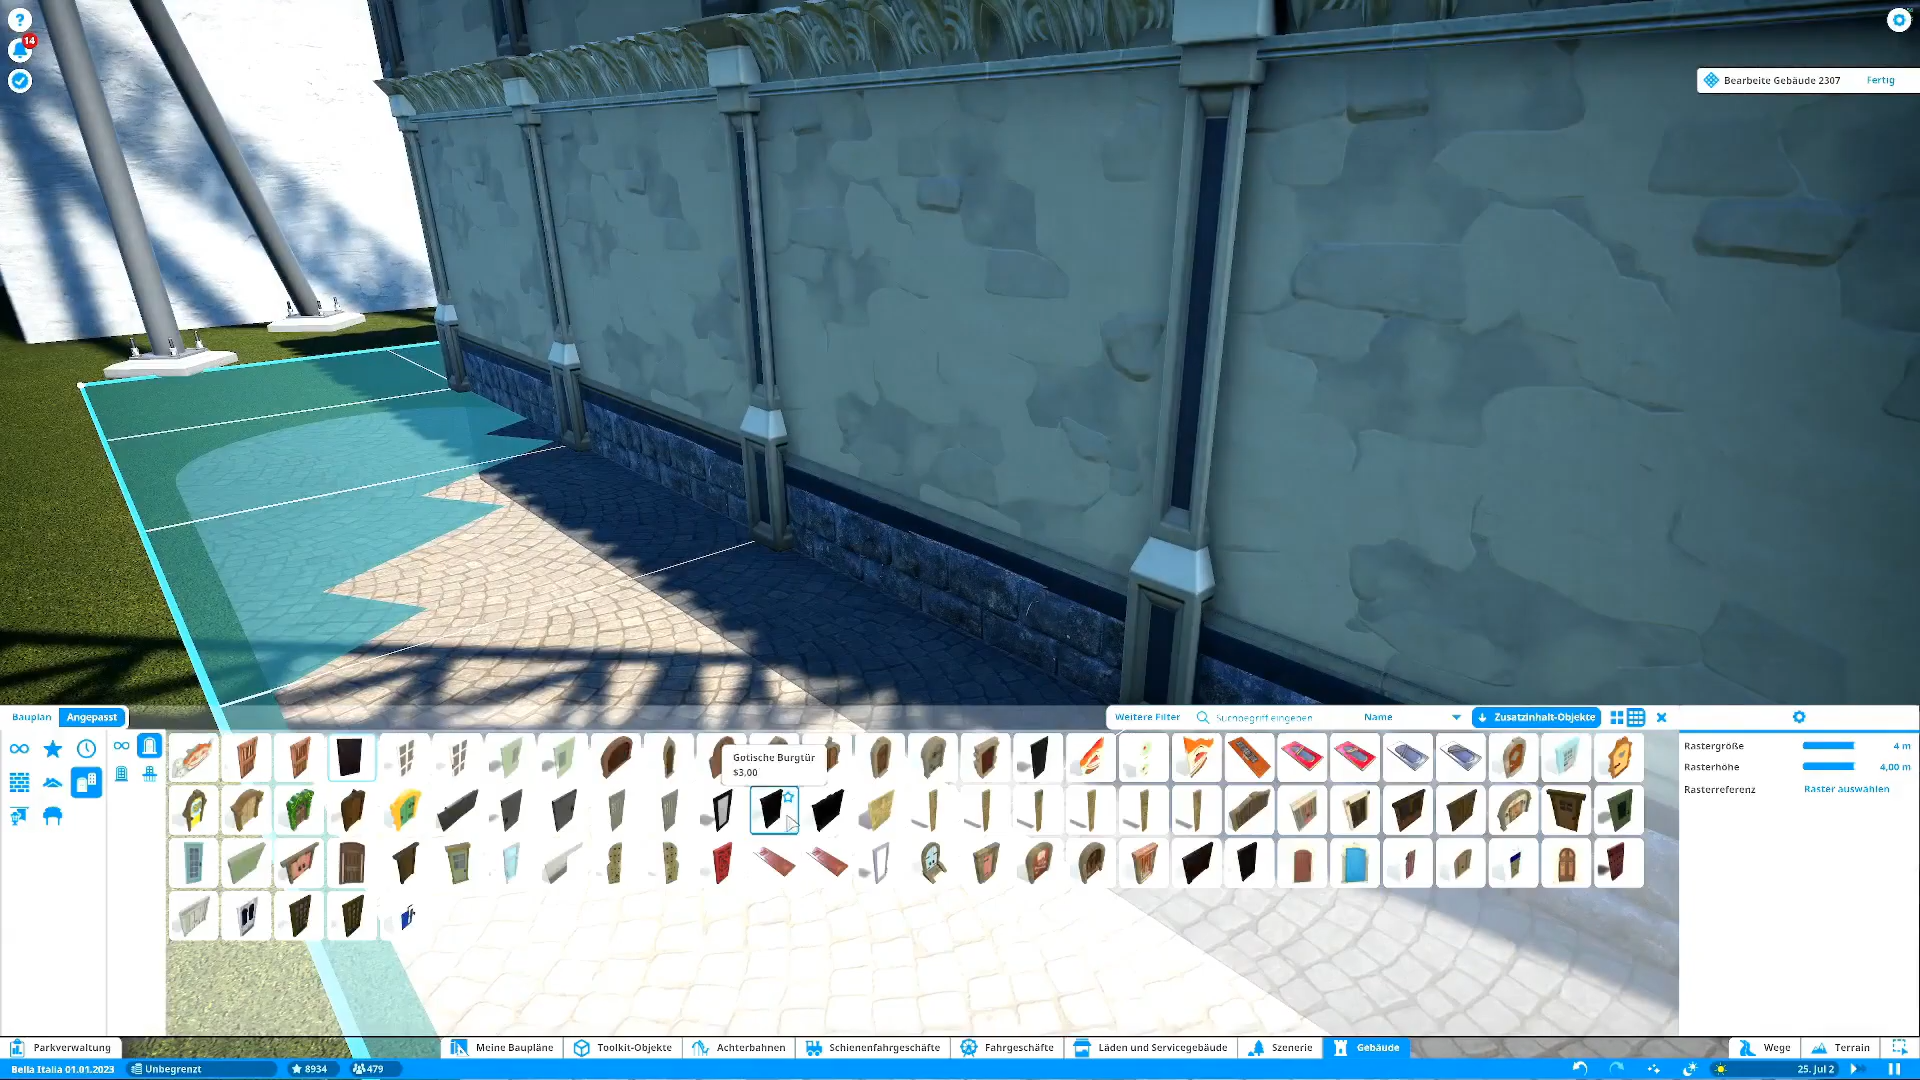 ?
14
Bearbeite Gebäude 2307
Fertig
Bauplan
Angepasst
Weitere Filter
Suchbegriff eingeben
Name
Zusatzinhalt-Objekte
Gotische Burgtür
$3,00
Rastergröße
4 m
Rasterhöhe
4,00 m
Rasterreferenz
Raster auswählen
Parkverwaltung
Meine Baupläne
Toolkit-Objekte
Achterbahnen
Schienenfahrgeschäfte
Fahrgeschäfte
Läden und Servicegebäude
Szenerie
Gebäude
Wege
Terrain
Bella Italia 01.01.2023
Unbegrenzt
8934
479
25. Jul 2